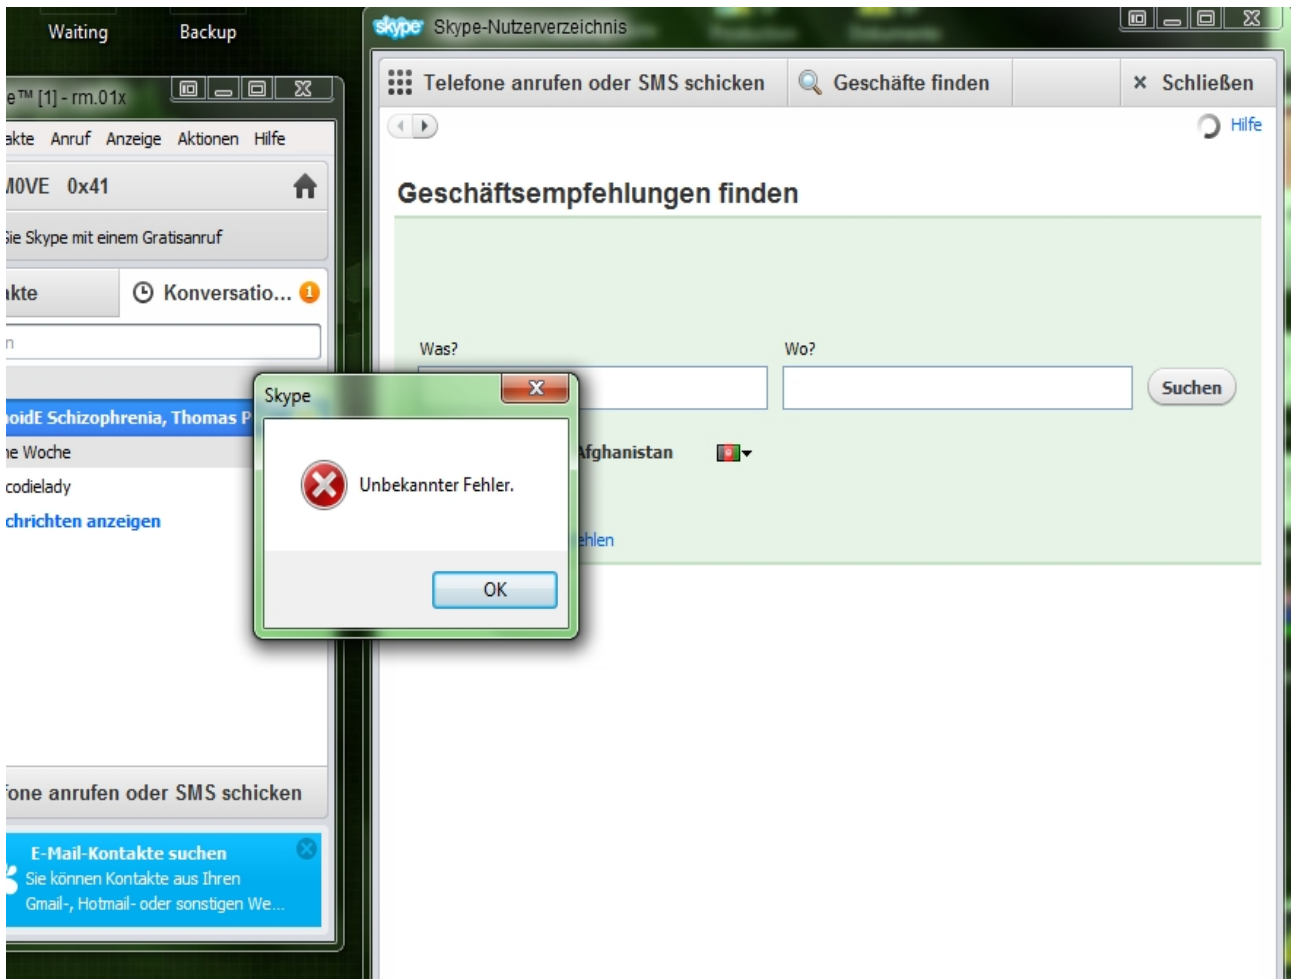 Waiting
Backup
e™ [1] - rm.01x
akte Anruf Anzeige Aktionen Hilfe
M0VE 0x41
Sie Skype mit einem Gratisanruf
akte
Konversatio... 1
n
oidE Schizophrenia, Thomas P
ne Woche
codielady
chrichten anzeigen
fone anrufen oder SMS schicken
E-Mail-Kontakte suchen
Sie können Kontakte aus Ihren
Gmail-, Hotmail- oder sonstigen We...
skype Skype-Nutzerverzeichnis
Telefone anrufen oder SMS schicken
Geschäfte finden
× Schließen
Hilfe
Geschäftsempfehlungen finden
Was?
Wo?
Suchen
Afghanistan
ehlen
Skype
Unbekannter Fehler.
OK